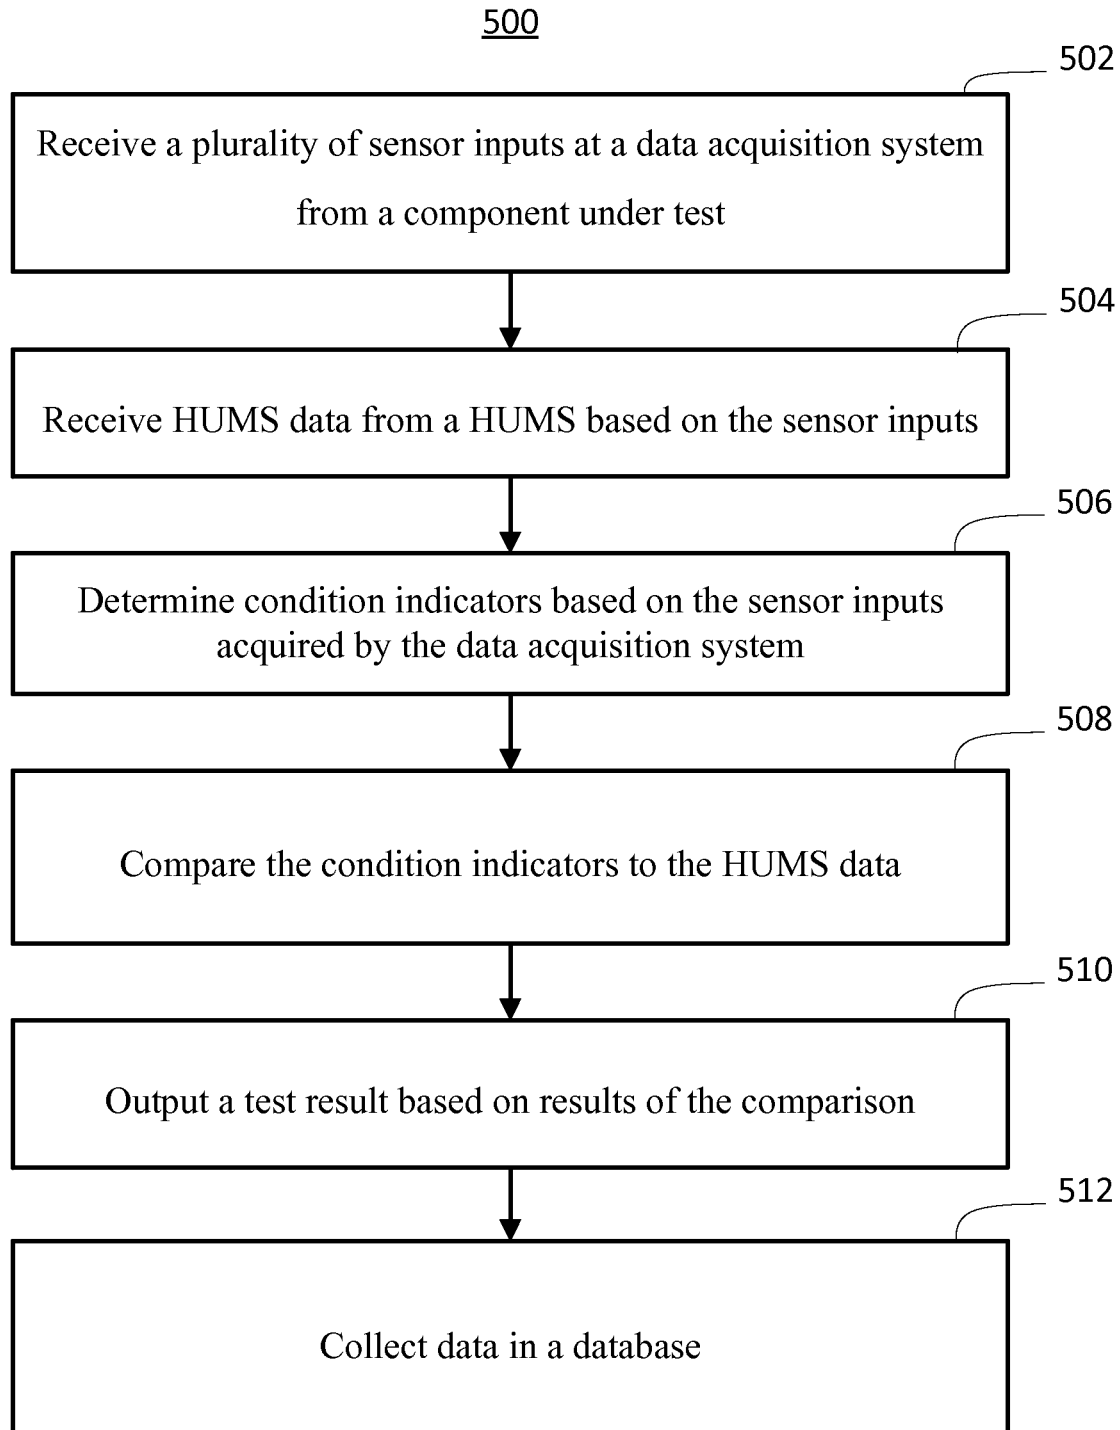 500
502
Receive a plurality of sensor inputs at a data acquisition system
from a component under test
504
Receive HUMS data from a HUMS based on the sensor inputs
506
Determine condition indicators based on the sensor inputs
acquired by the data acquisition system
508
Compare the condition indicators to the HUMS data
510
Output a test result based on results of the comparison
512
Collect data in a database